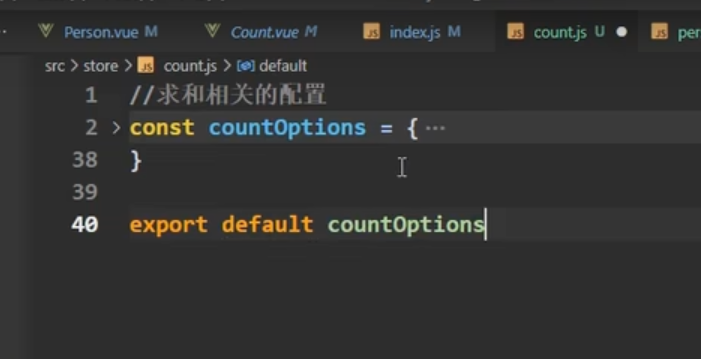 Person.vue M Count.vue M JS index.js M JS count.js U JS per
src > store > JS count.js > default
1 //求和相关的配置
2 const countOptions = { ···
38 }
39
40 export default countOptions